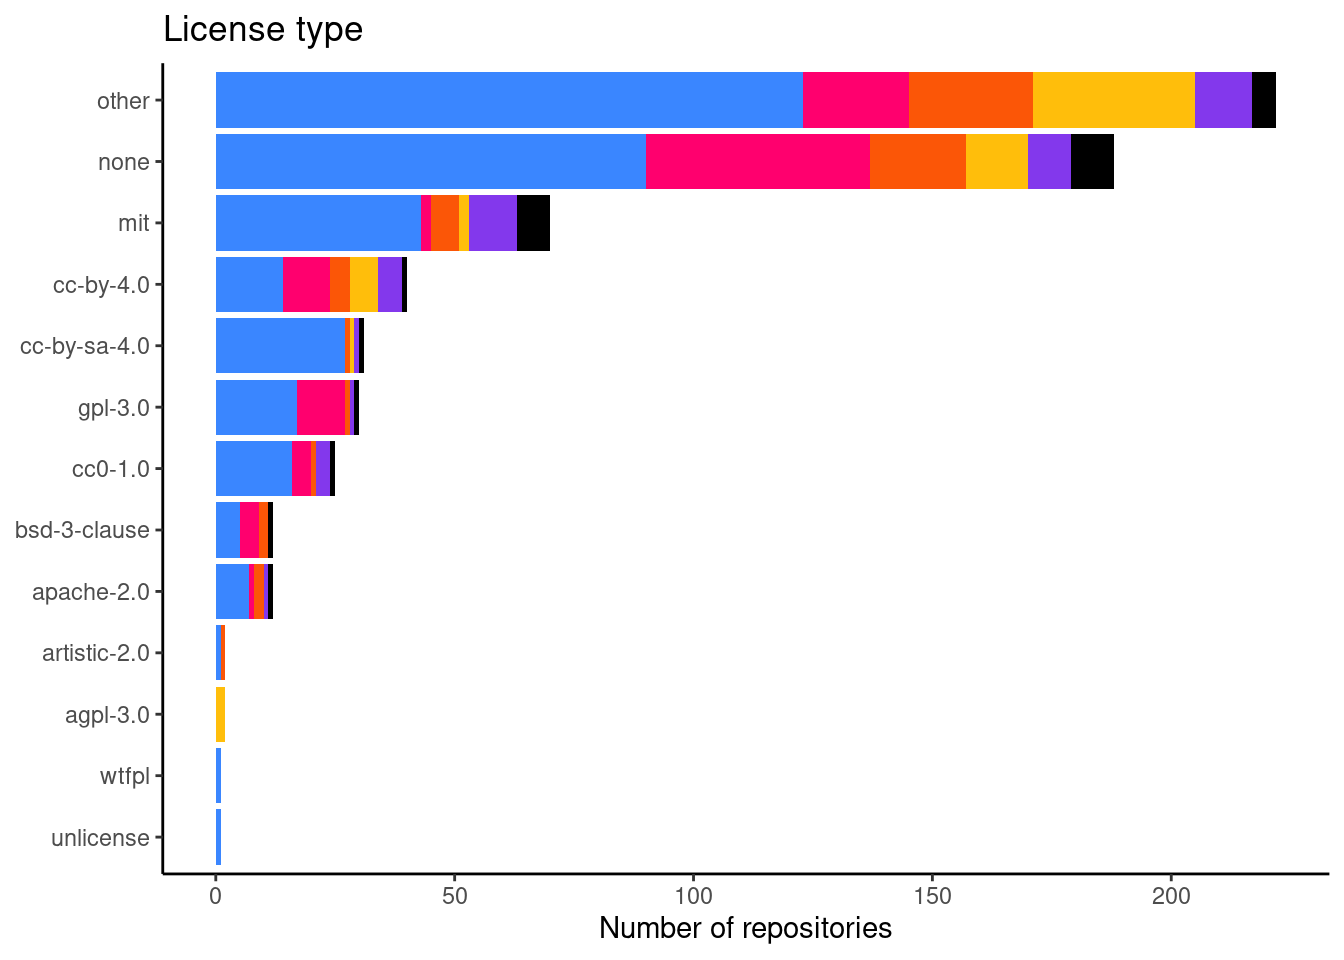 License type
other
none
mit
cc-by-4.0
cc-by-sa-4.0
gpl-3.0
cc0-1.0
bsd-3-clause
apache-2.0
artistic-2.0
agpl-3.0
wtfpl
unlicense
0 50 100 150 200
Number of repositories